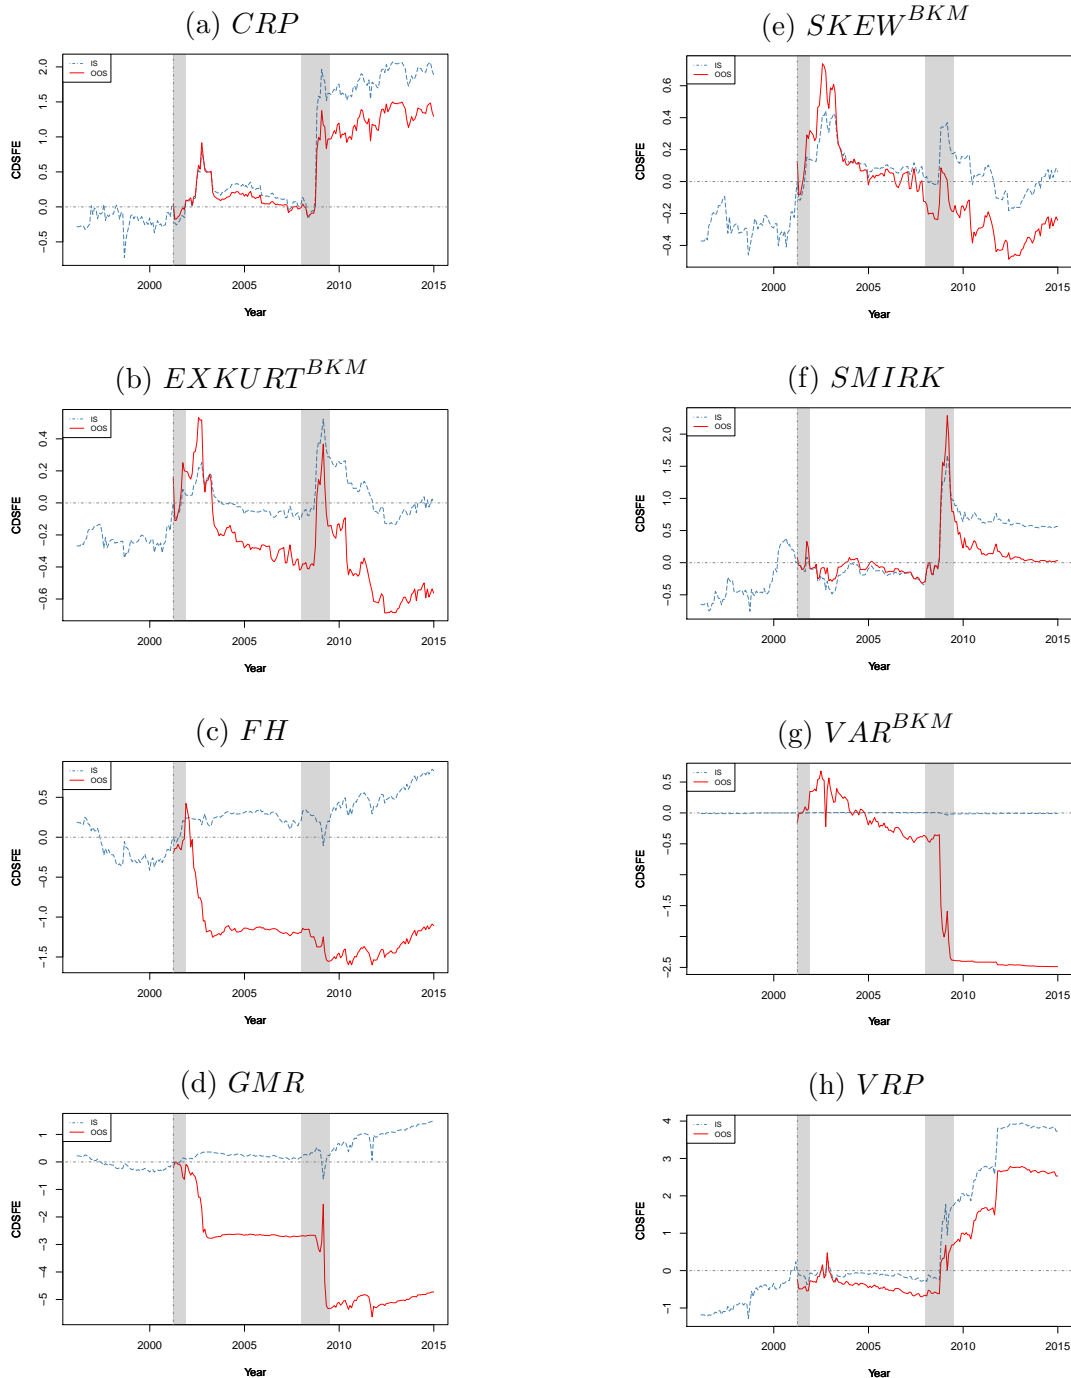 (a) CRP
IS
OOS
CDSFE
2.0
1.5
1.0
0.5
0.0
−0.5
2000 2005 2010 2015
Year
(e) SKEW^BKM
IS
OOS
CDSFE
0.6
0.4
0.2
0.0
−0.2
−0.4
2000 2005 2010 2015
Year
(b) EXKURT^BKM
IS
OOS
CDSFE
0.4
0.2
0.0
−0.2
−0.4
−0.6
2000 2005 2010 2015
Year
(f) SMIRK
IS
OOS
CDSFE
2.0
1.5
1.0
0.5
0.0
−0.5
2000 2005 2010 2015
Year
(c) FH
IS
OOS
CDSFE
0.5
0.0
−0.5
−1.0
−1.5
2000 2005 2010 2015
Year
(g) VAR^BKM
IS
OOS
CDSFE
0.5
−0.5
−1.5
−2.5
2000 2005 2010 2015
Year
(d) GMR
IS
OOS
CDSFE
1
0
−1
−2
−3
−4
−5
2000 2005 2010 2015
Year
(h) VRP
IS
OOS
CDSFE
4
3
2
1
0
−1
2000 2005 2010 2015
Year